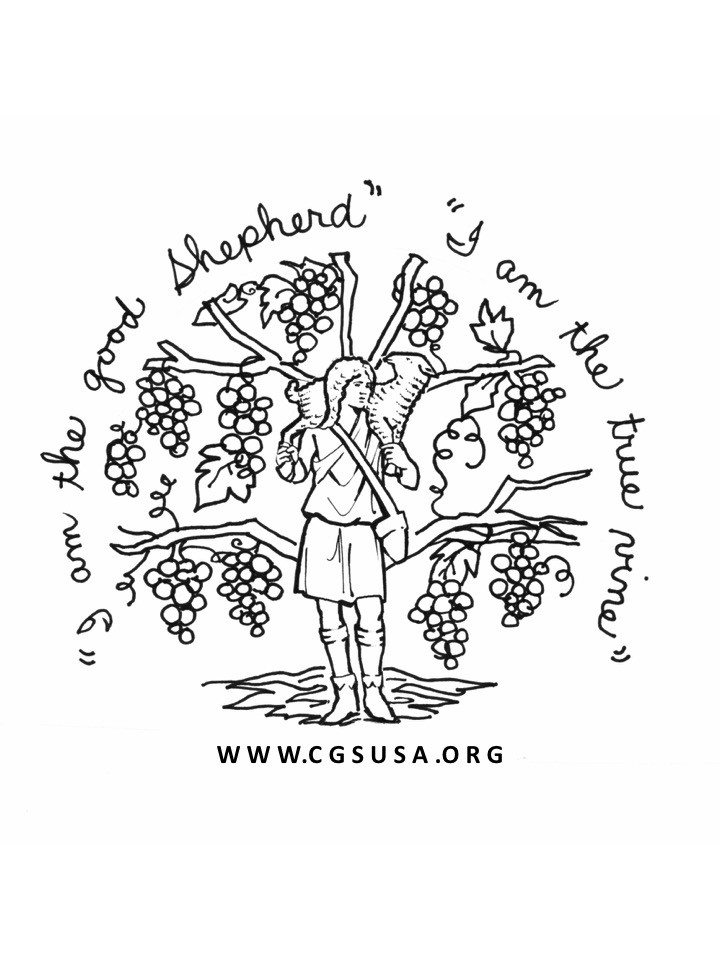 "I am the good Shepherd"
"I am the true vine"
WWW.CGSUSA.ORG